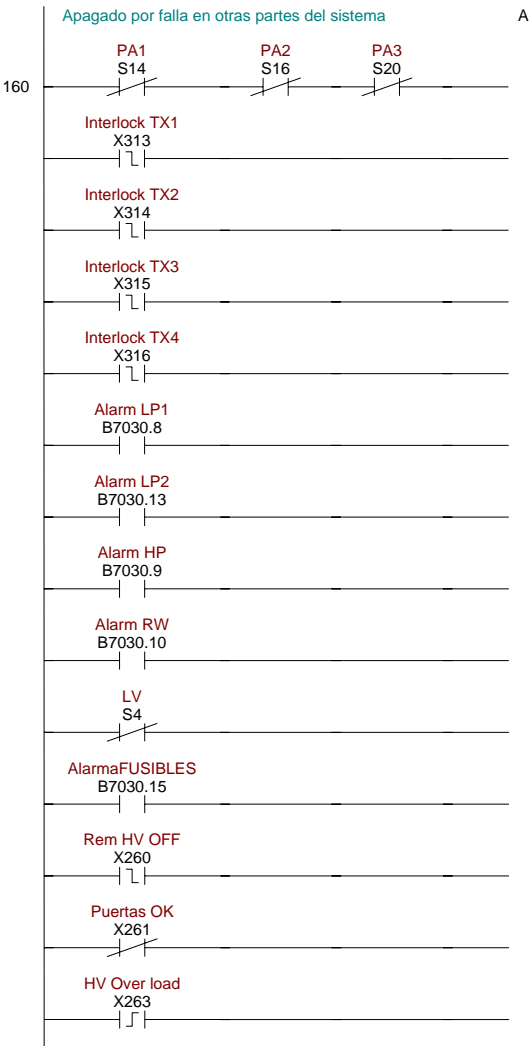 Apagado por falla en otras partes del sistema A
PA1 PA2 PA3
S14 S16 S20
160
Interlock TX1
X313
Interlock TX2
X314
Interlock TX3
X315
Interlock TX4
X316
Alarm LP1
B7030.8
Alarm LP2
B7030.13
Alarm HP
B7030.9
Alarm RW
B7030.10
LV
S4
AlarmaFUSIBLES
B7030.15
Rem HV OFF
X260
Puertas OK
X261
HV Over load
X263